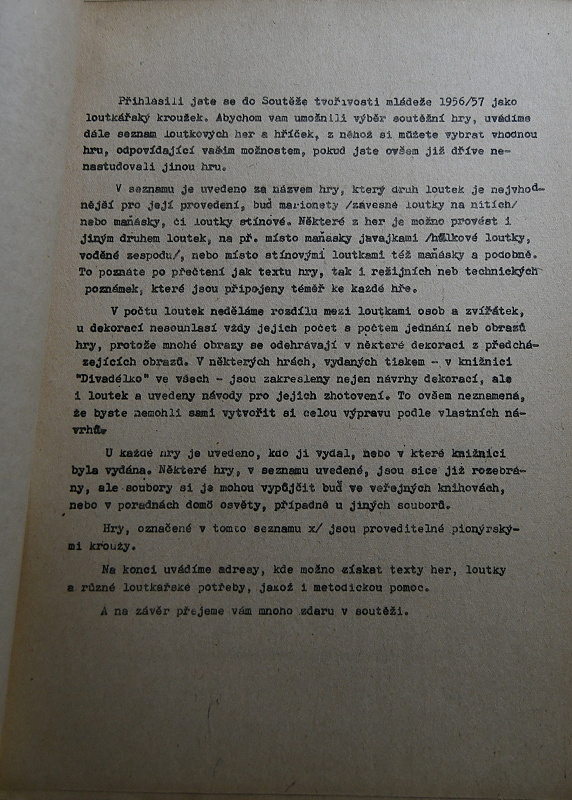 Přihlásili jste se do Soutěže tvořivosti mládeže 1956/57 jako
loutkářský kroužek. Abychom vam umožnili výběr soutěžní hry, uvádíme
dále seznam loutkových her a hříček, z něhož si můžete vybrat vhodnou
hru, odpovídající vašim možnostem, pokud jste ovšem již dříve ne-
nastudovali jinou hru.
V seznamu je uvedeno za názvem hry, který druh loutek je nejvhod-
nější pro její provedení, buď marionety /závesné loutky na nitích/
nebo maňásky, či loutky stínové. Některé z her je možno provést i
jiným druhem loutek, na př. místo maňásky javajkami /hůlkové loutky,
voděné zespodu/, nebo místo stínovými loutkami též maňásky a podobně.
To poznáte po přečtení jak textu hry, tak i režijních neb technických
poznámek, které jsou připojeny téměř ke každé hře.
V počtu loutek neděláme rozdílu mezi loutkami osob a zvířátek,
u dekorací nesouhlasí vždy jejich počet s počtem jednání neb obrazů
hry, protože mnohé obrazy se odehrávají v některé dekoraci z předchá-
zejících obrazů. V některých hrách, vydaných tiskem - v knižnici
"Divadélko" ve všech - jsou zakresleny nejen návrhy dekorací, ale
i loutek a uvedeny návody pro jejich zhotovení. To ovšem neznamená,
že byste nemohli sami vytvořit si celou výpravu podle vlastních ná-
vrhů.
U každé hry je uvedeno, kdo ji vydal, nebo v které knižnici
byla vydána. Některé hry, v seznamu uvedené, jsou sice již rozebrá-
ny, ale soubory si je mohou vypůjčit buď ve veřejných knihovách,
nebo v poradnách domů osvěty, případně u jiných souborů.
Hry, označené v tomto seznamu x/ jsou proveditelné pionýrský-
mi kroužy.
Na konci uvádíme adresy, kde možno získat texty her, loutky
a různé loutkařské potřeby, jakož i metodickou pomoc.
A na závěr přejeme vám mnoho zdaru v soutěži.